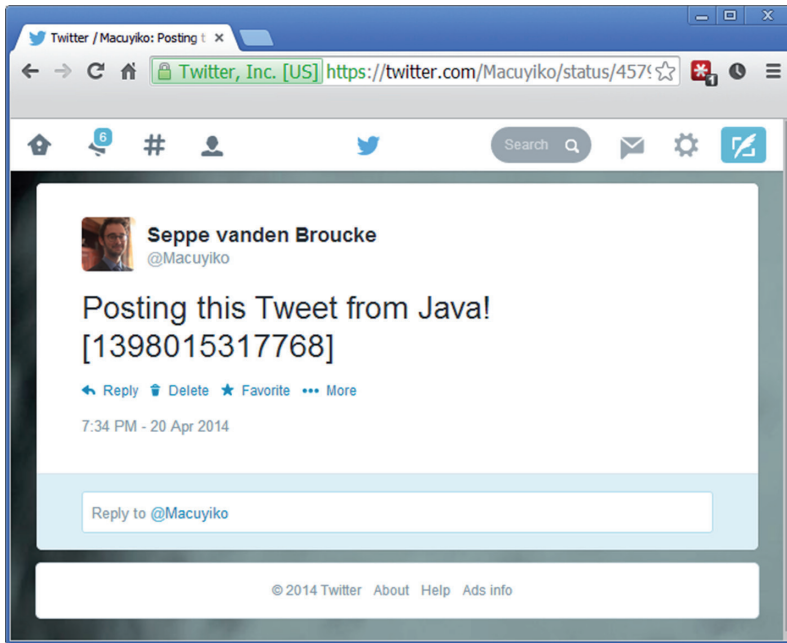 Twitter / Macuyiko: Posting t
Twitter, Inc. [US] https://twitter.com/Macuyiko/status/457
1
6
#
Search
Seppe vanden Broucke
@Macuyiko
Posting this Tweet from Java!
[1398015317768]
Reply Delete Favorite More
7:34 PM - 20 Apr 2014
Reply to @Macuyiko
© 2014 Twitter About Help Ads info